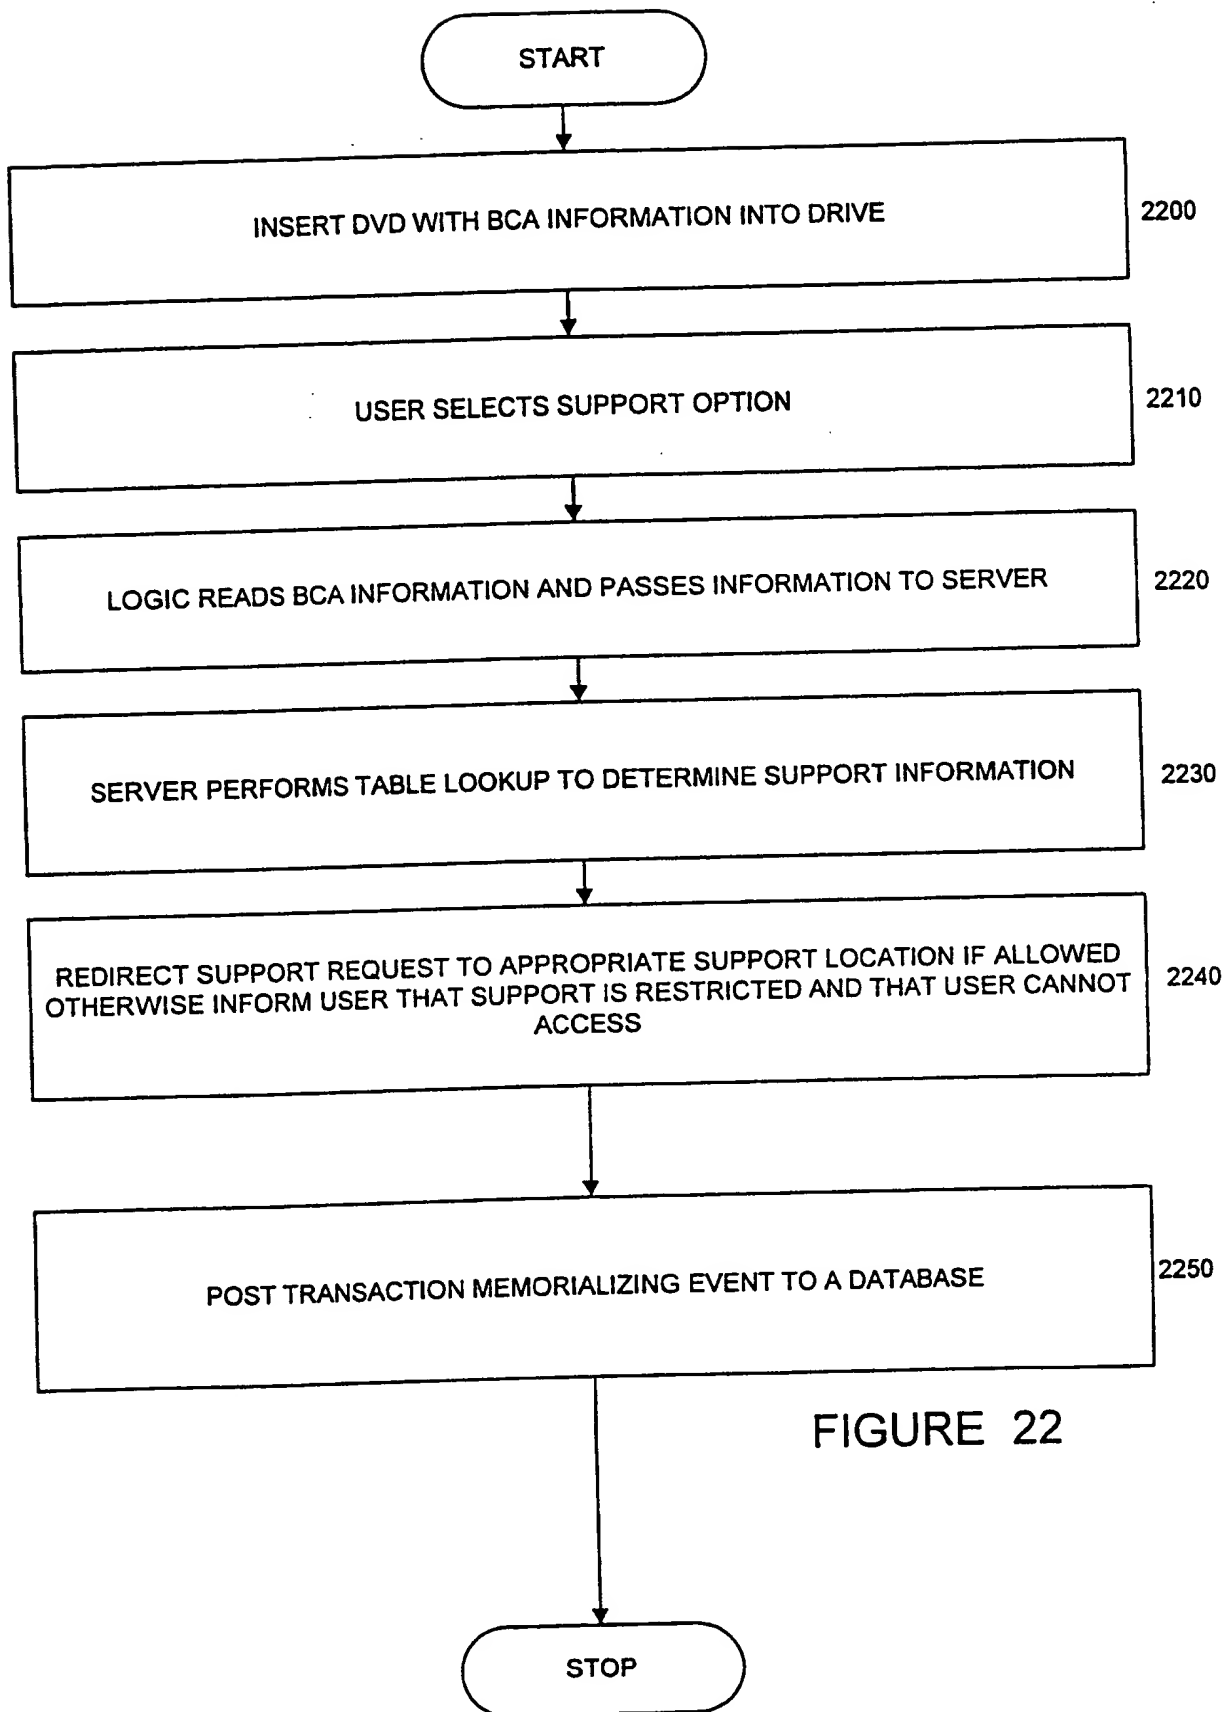 START
INSERT DVD WITH BCA INFORMATION INTO DRIVE
2200
USER SELECTS SUPPORT OPTION
2210
LOGIC READS BCA INFORMATION AND PASSES INFORMATION TO SERVER
2220
SERVER PERFORMS TABLE LOOKUP TO DETERMINE SUPPORT INFORMATION
2230
REDIRECT SUPPORT REQUEST TO APPROPRIATE SUPPORT LOCATION IF ALLOWED
OTHERWISE INFORM USER THAT SUPPORT IS RESTRICTED AND THAT USER CANNOT
ACCESS
2240
POST TRANSACTION MEMORIALIZING EVENT TO A DATABASE
2250
FIGURE 22
STOP